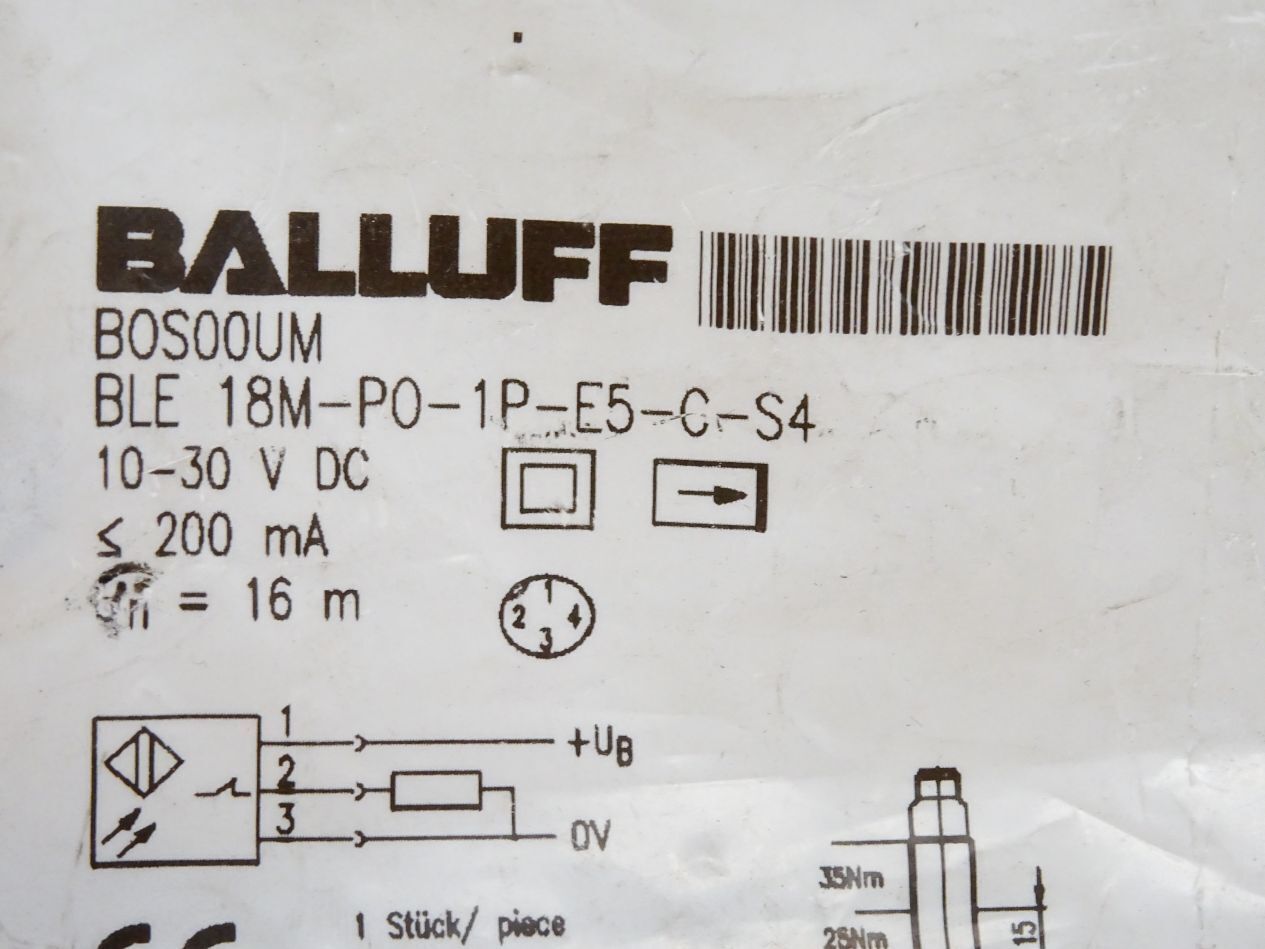 BALLUFF
BOS00UM
BLE 18M-PO-1P-E5-C-S4
10-30 V DC
≤ 200 mA
= 16 m
1
2 4
3
1
+UB
2
3
0V
35Nm
25Nm
15
1 Stück/ piece
CE